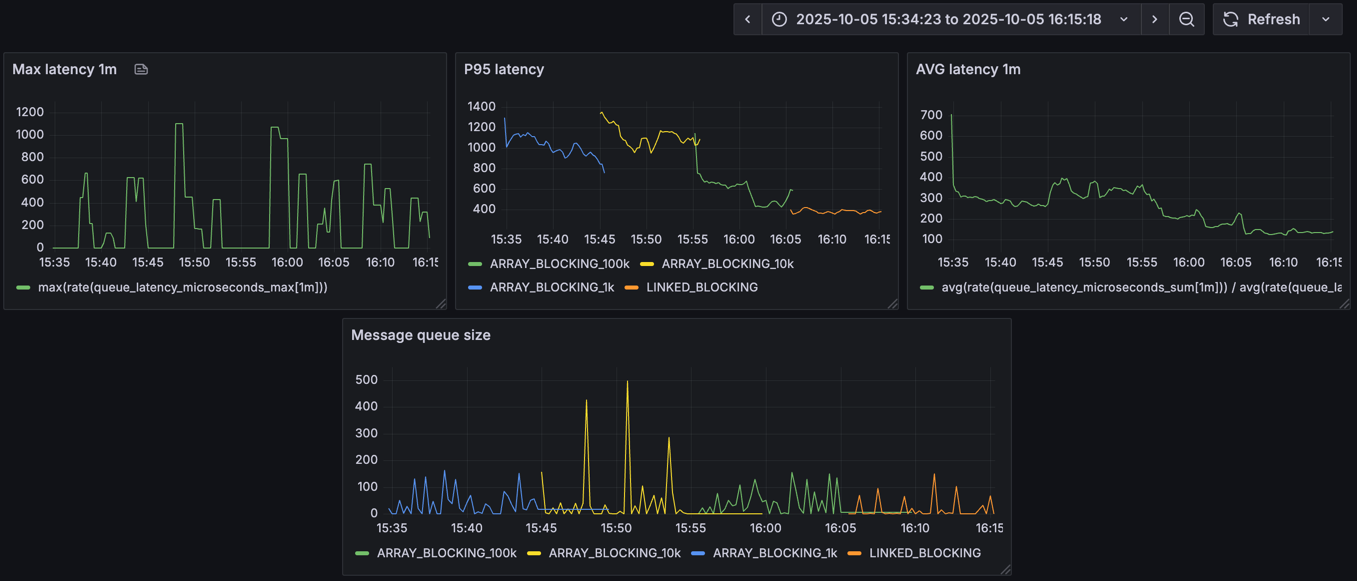 2025-10-05 15:34:23 to 2025-10-05 16:15:18 Refresh
Max latency 1m
1200
1000
800
600
400
200
0
15:35 15:40 15:45 15:50 15:55 16:00 16:05 16:10 16:15
max(rate(queue_latency_microseconds_max[1m]))
P95 latency
1400
1200
1000
800
600
400
15:35 15:40 15:45 15:50 15:55 16:00 16:05 16:10 16:15
ARRAY_BLOCKING_100k ARRAY_BLOCKING_10k
ARRAY_BLOCKING_1k LINKED_BLOCKING
AVG latency 1m
700
600
500
400
300
200
100
15:35 15:40 15:45 15:50 15:55 16:00 16:05 16:10 16:15
avg(rate(queue_latency_microseconds_sum[1m])) / avg(rate(queue_la
Message queue size
500
400
300
200
100
0
15:35 15:40 15:45 15:50 15:55 16:00 16:05 16:10 16:15
ARRAY_BLOCKING_100k ARRAY_BLOCKING_10k ARRAY_BLOCKING_1k LINKED_BLOCKING